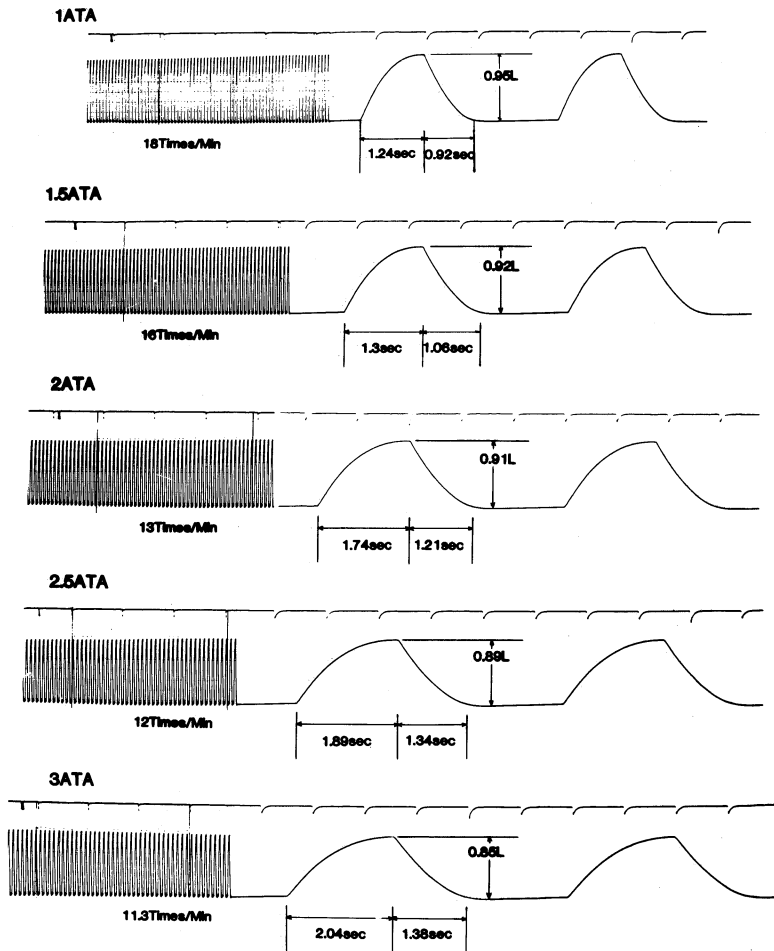 1ATA
0.95L
18Times/Min
1.24sec
0.92sec
1.5ATA
0.92L
16Times/Min
1.3sec
1.06sec
2ATA
0.91L
13Times/Min
1.74sec
1.21sec
2.5ATA
0.89L
12Times/Min
1.89sec
1.34sec
3ATA
0.85L
11.3Times/Min
2.04sec
1.38sec